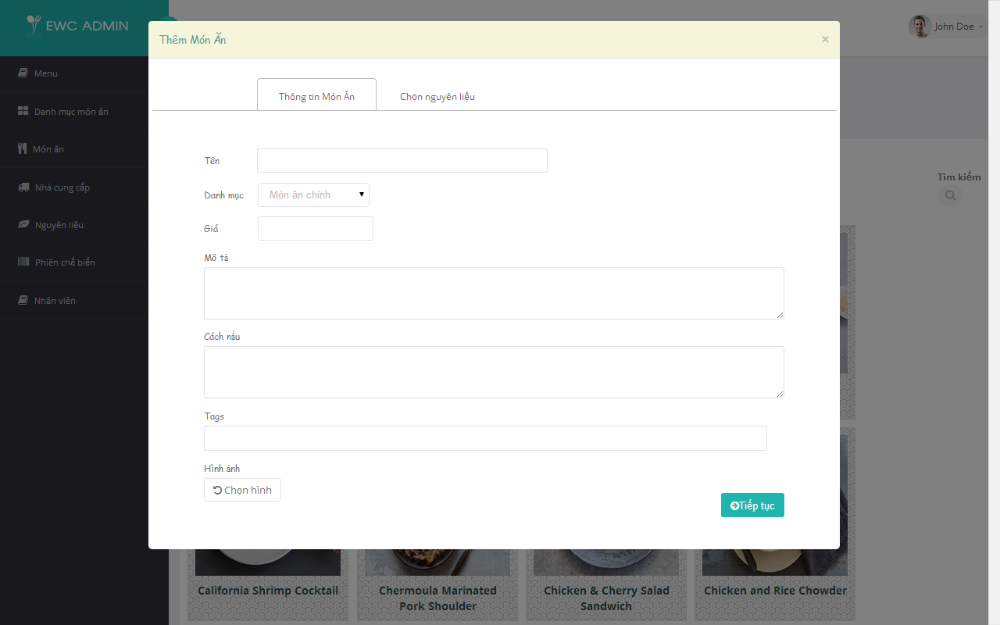 EWC ADMIN
John Doe
Thêm Món Ăn
×
Menu
Danh mục món ăn
Món ăn
Nhà cung cấp
Nguyên liệu
Phiên chế biến
Nhân viên
Thông tin Món Ăn
Chọn nguyên liệu
Tên
Danh mục
Món ăn chính
Giá
Mô tả
Cách nấu
Tags
Hình ảnh
Chọn hình
Tiếp tục
Tìm kiếm
California Shrimp Cocktail
Chermoula Marinated
Pork Shoulder
Chicken & Cherry Salad
Sandwich
Chicken and Rice Chowder